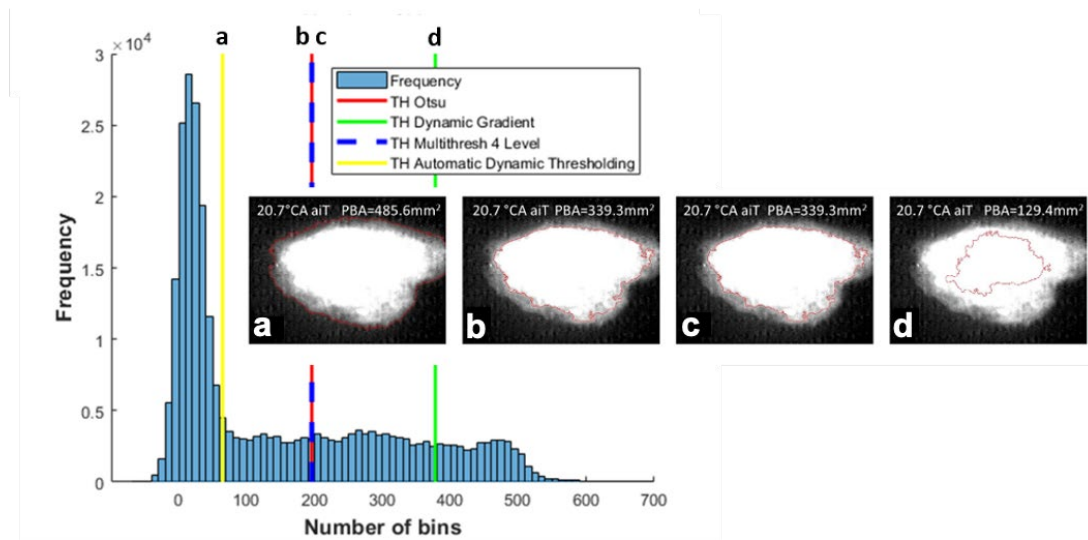 a b c d
×10⁴
3
2.5
2
1.5
1
0.5
0
Frequency
Frequency
TH Otsu
TH Dynamic Gradient
TH Multithresh 4 Level
TH Automatic Dynamic Thresholding
20.7 °CA aiT PBA=485.6mm²
a
20.7 °CA aiT PBA=339.3mm²
b
20.7 °CA aiT PBA=339.3mm²
c
20.7 °CA aiT PBA=129.4mm²
d
0 100 200 300 400 500 600 700
Number of bins